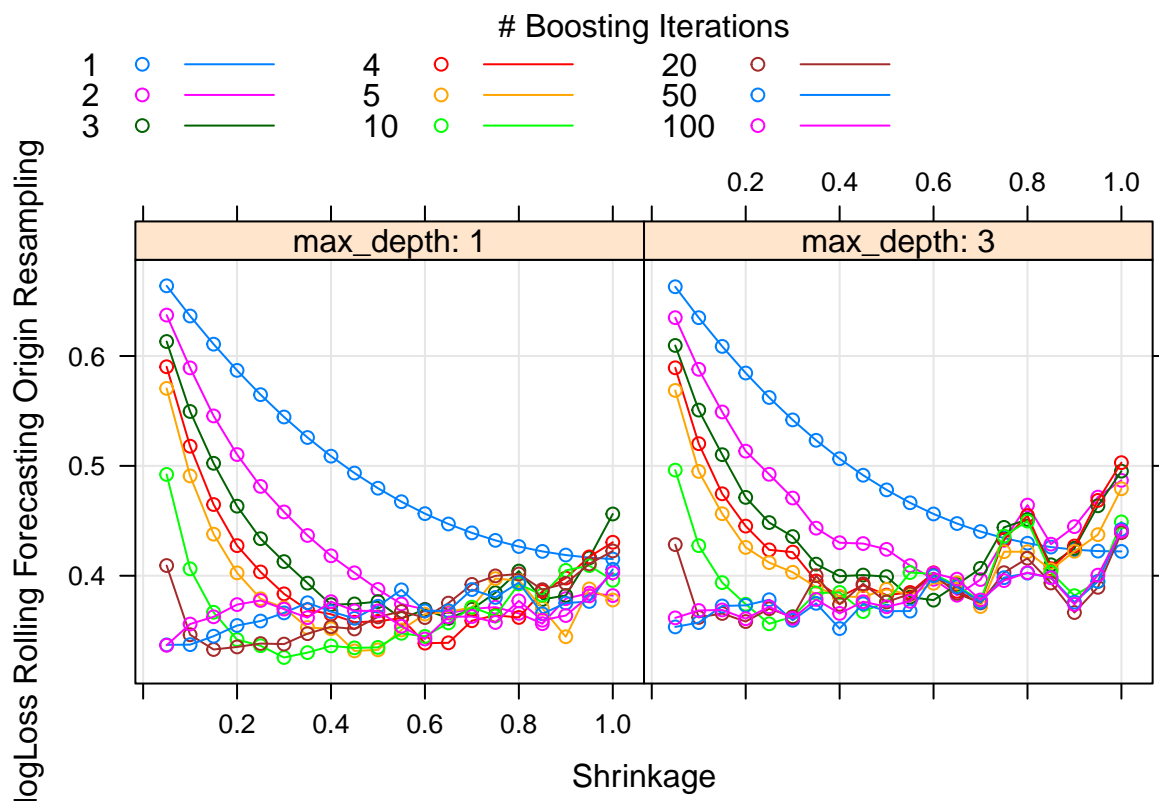 # Boosting Iterations
1 4 20
2 5 50
3 10 100
0.2 0.4 0.6 0.8 1.0
max_depth: 1 max_depth: 3
logLoss Rolling Forecasting Origin Resampling
0.6
0.5
0.4
0.2 0.4 0.6 0.8 1.0
Shrinkage